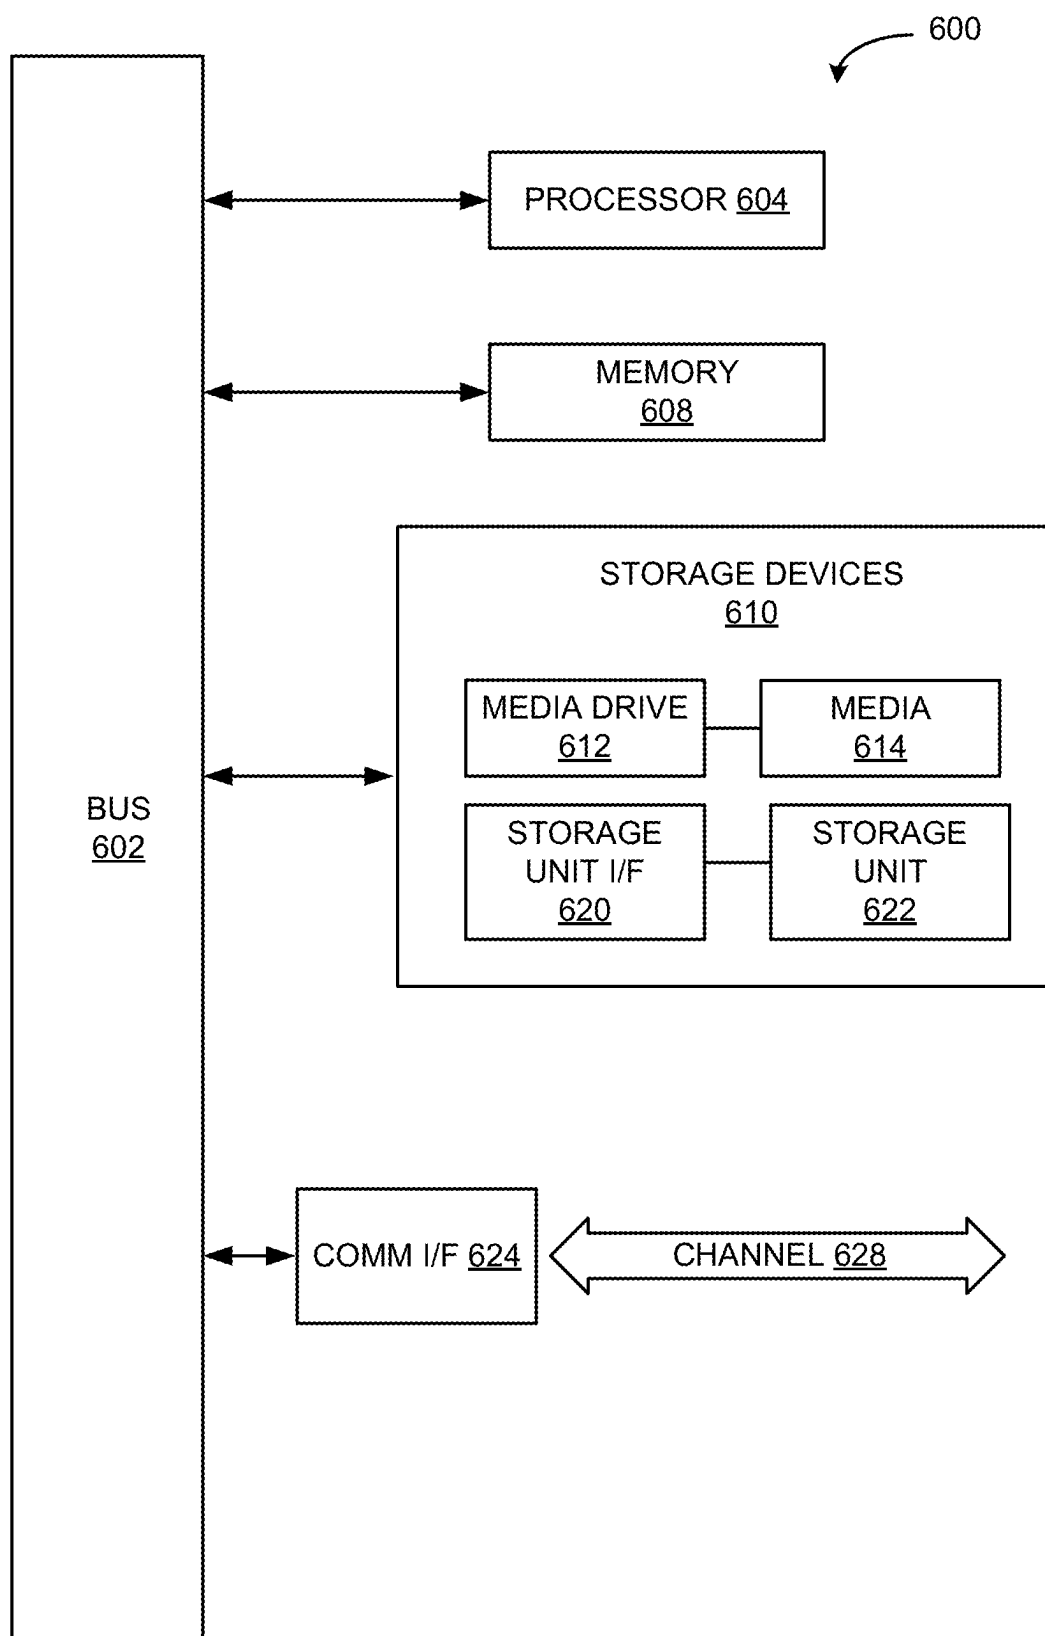 600
PROCESSOR 604
MEMORY
608
STORAGE DEVICES
610
MEDIA DRIVE
612
MEDIA
614
BUS
602
STORAGE
UNIT I/F
620
STORAGE
UNIT
622
COMM I/F 624
CHANNEL 628